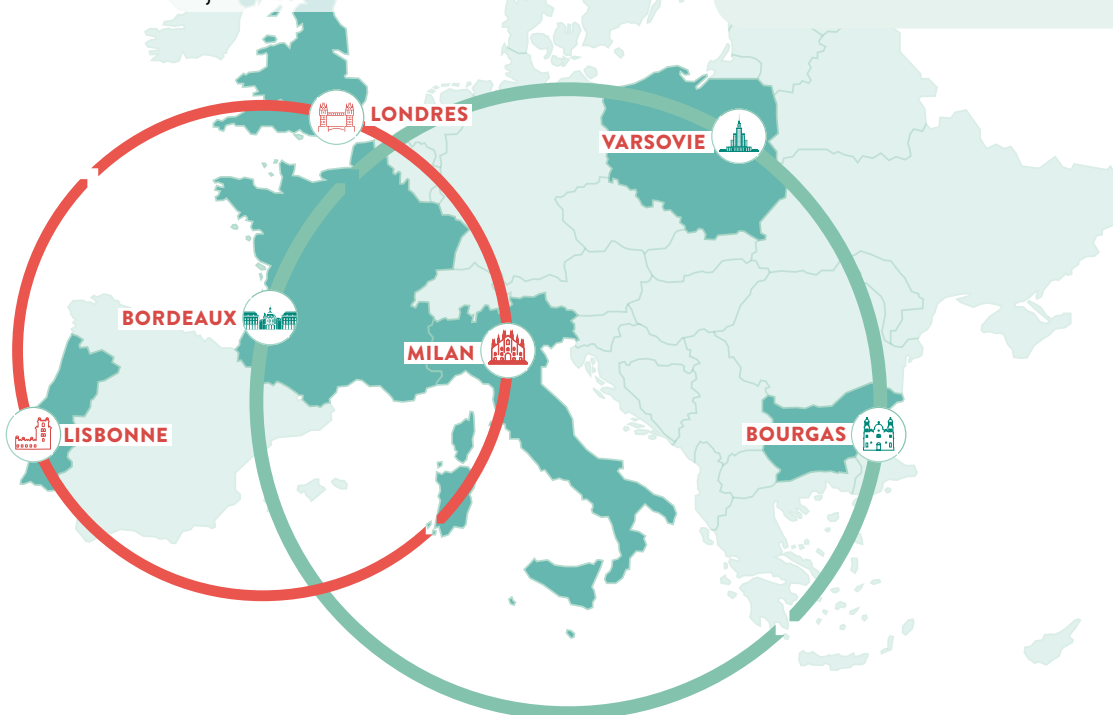 LONDRES
VARSOVIE
BORDEAUX
MILAN
LISBONNE
BOURGAS